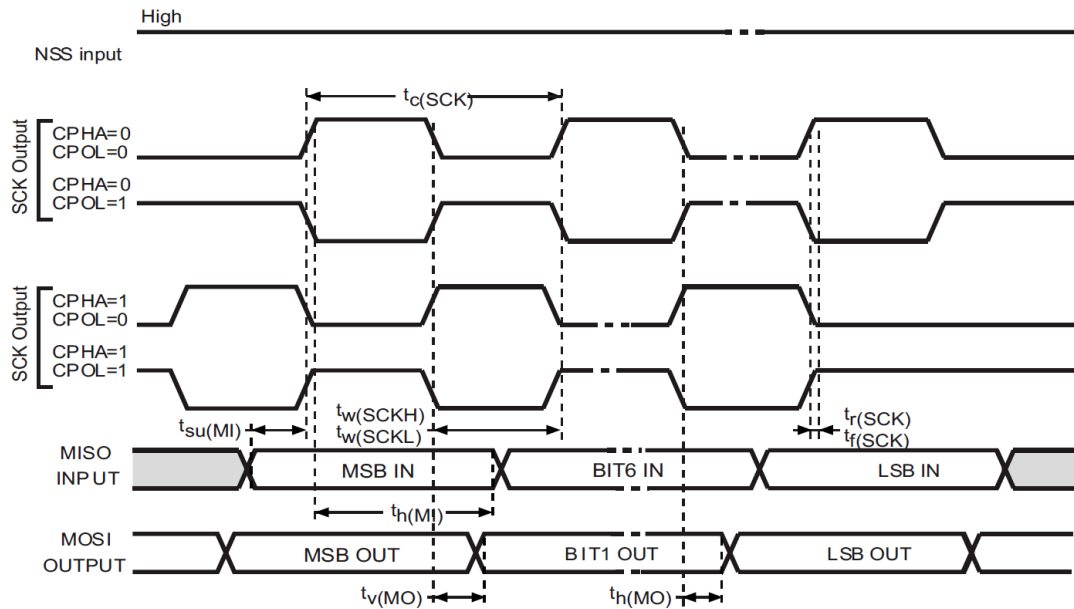 High
NSS input
tc(SCK)
SCK Output
CPHA=0
CPOL=0
CPHA=0
CPOL=1
SCK Output
CPHA=1
CPOL=0
CPHA=1
CPOL=1
tsu(MI)
tw(SCKH)
tw(SCKL)
tr(SCK)
tf(SCK)
MISO
INPUT
MSB IN
BIT6 IN
LSB IN
th(MI)
MOSI
OUTPUT
MSB OUT
BIT1 OUT
LSB OUT
tv(MO)
th(MO)